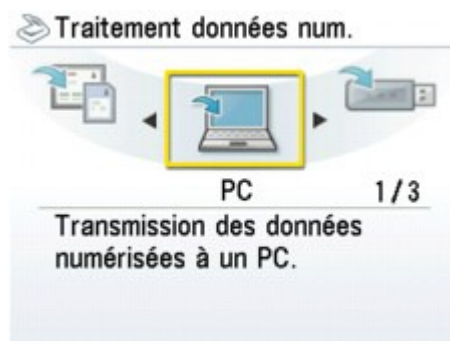 Traitement données num.
PC 1/3
Transmission des données
numérisées à un PC.